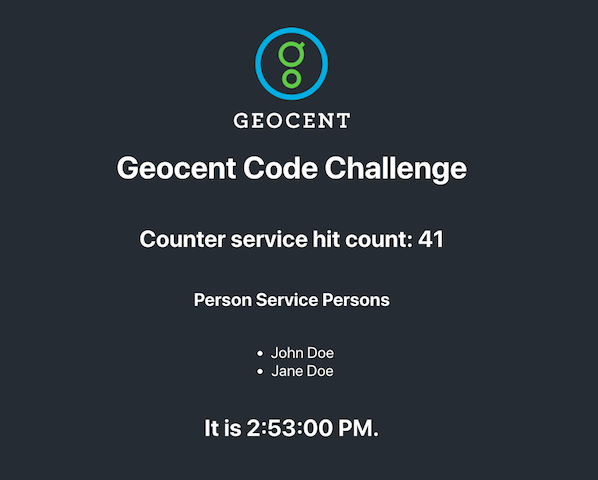 GEOCENT
Geocent Code Challenge
Counter service hit count: 41
Person Service Persons
• John Doe
• Jane Doe
It is 2:53:00 PM.